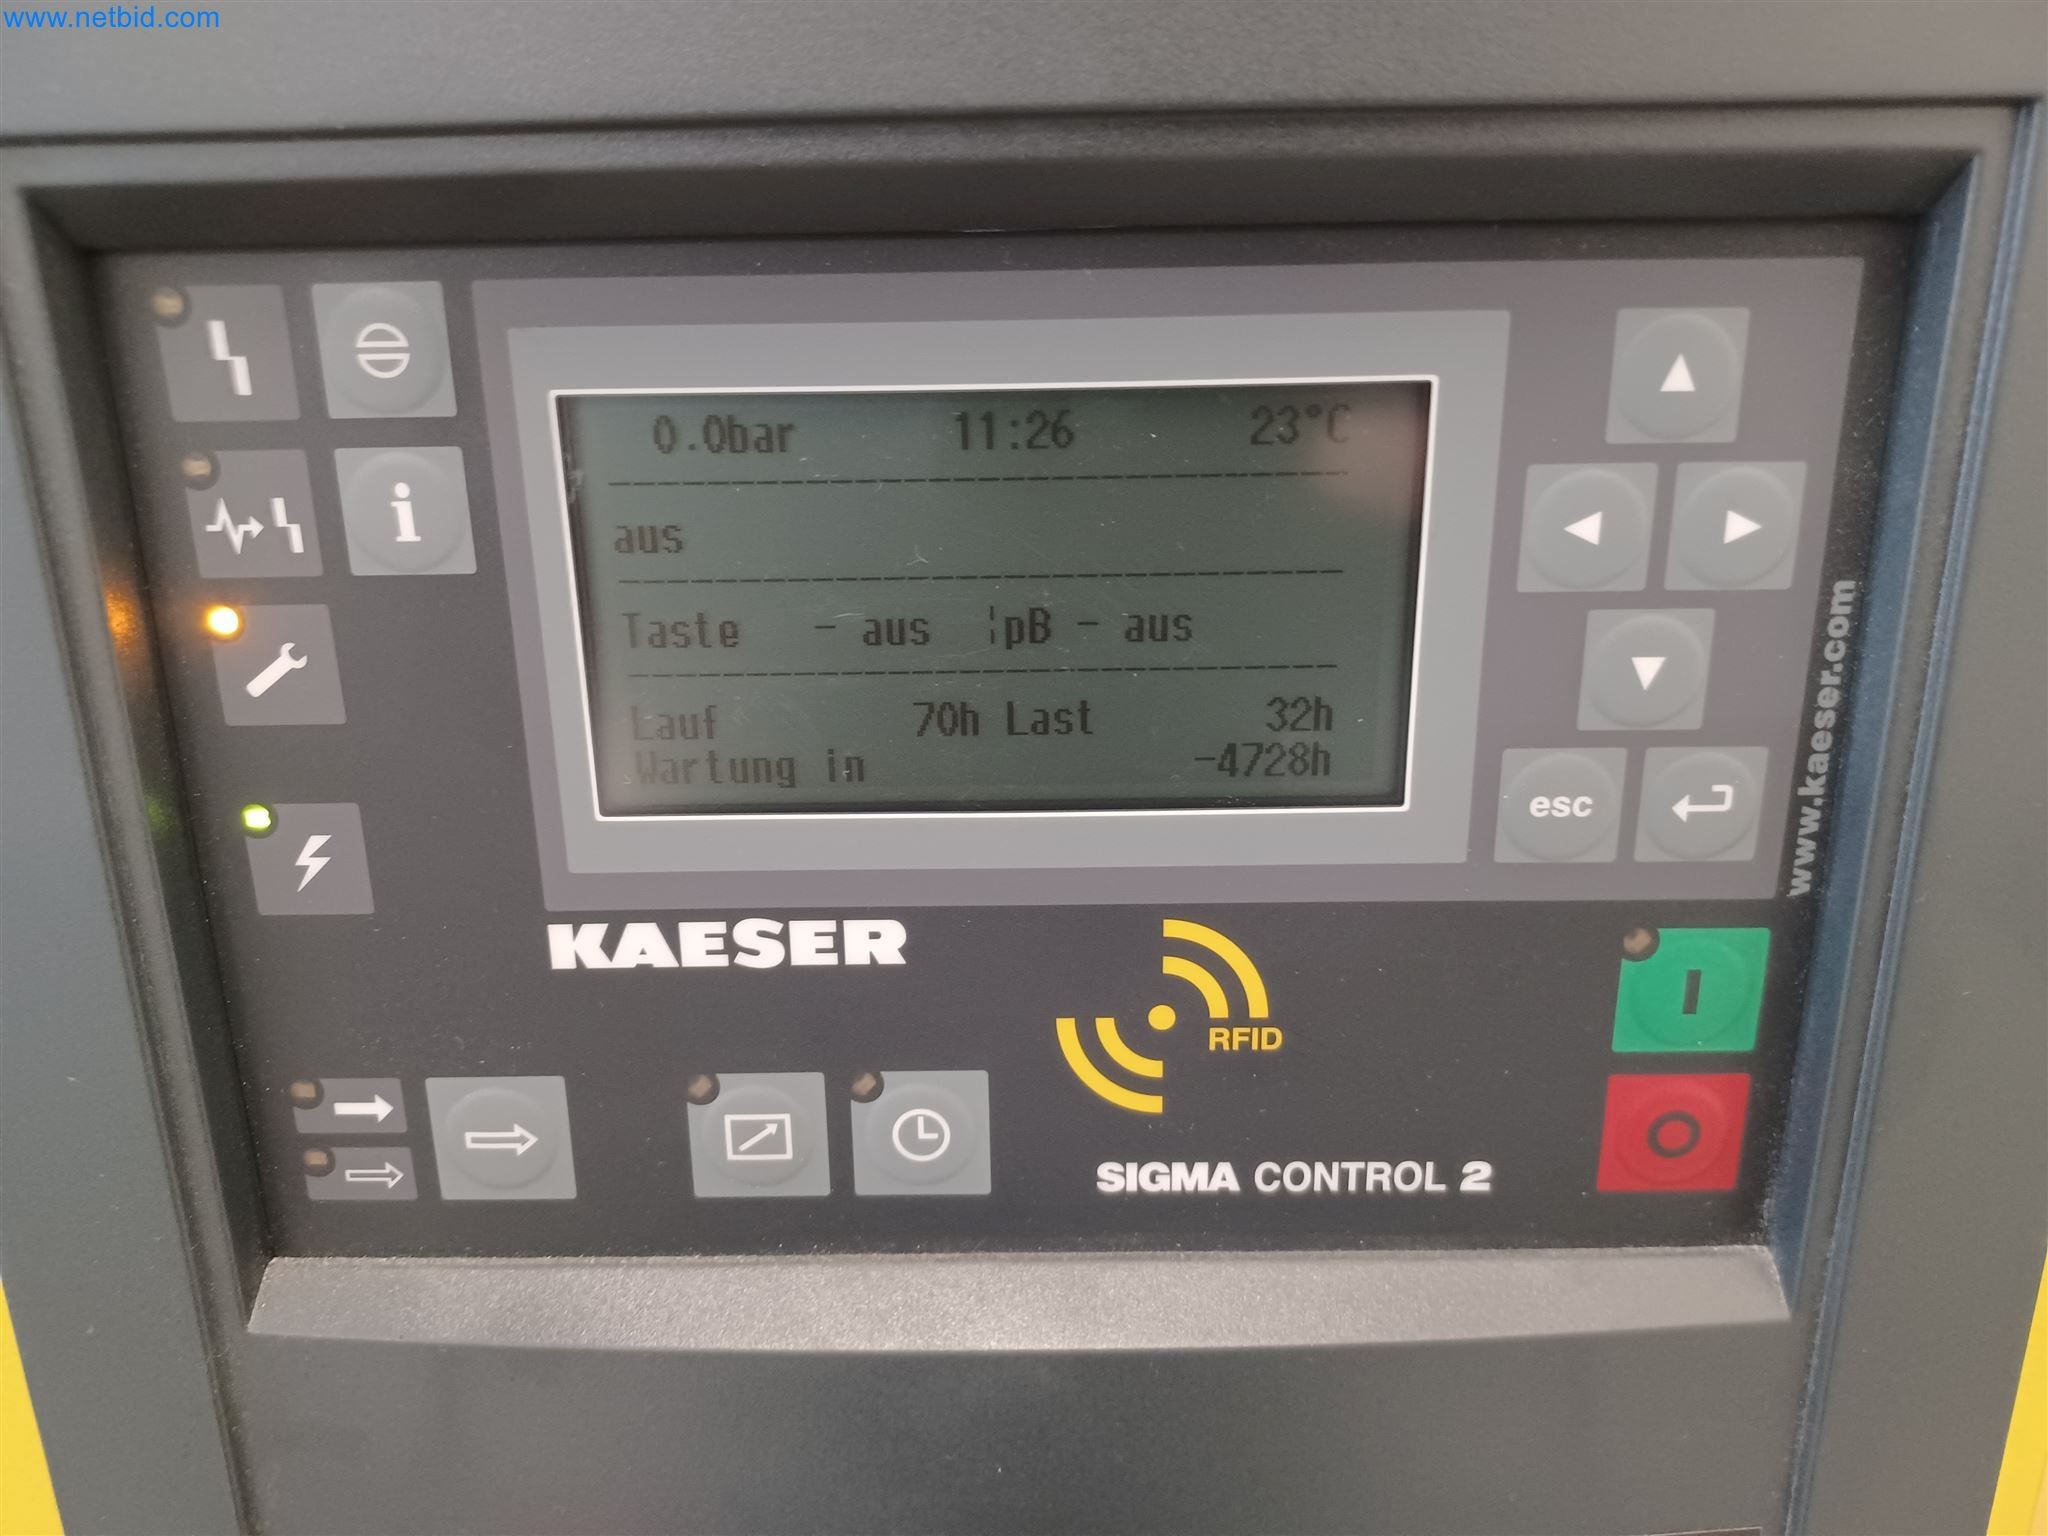 www.netbid.com
0.0bar 11:26 23°C
aus
Taste - aus ¦pB - aus
Lauf 70h Last 32h
Wartung in -4728h
i
esc
www.kaeser.com
KAESER
RFID
SIGMA CONTROL 2
I
O